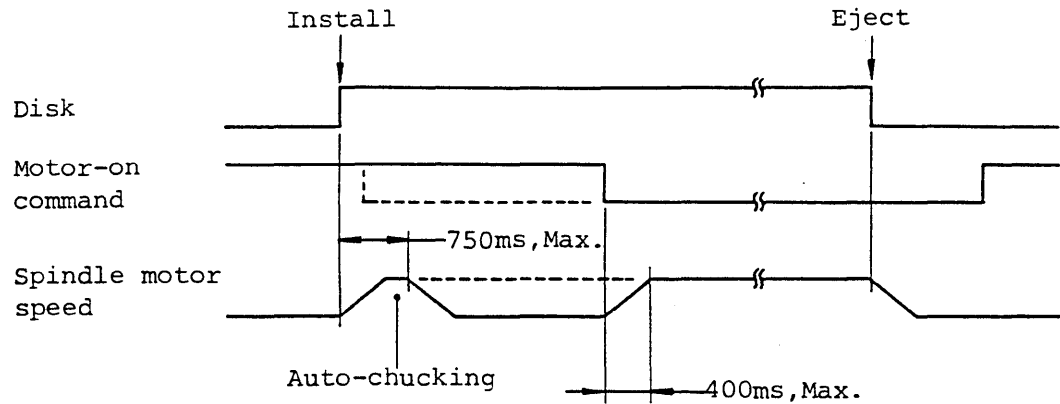 Install
Eject
Disk
Motor-on
command
750ms,Max.
Spindle motor
speed
Auto-chucking
400ms,Max.